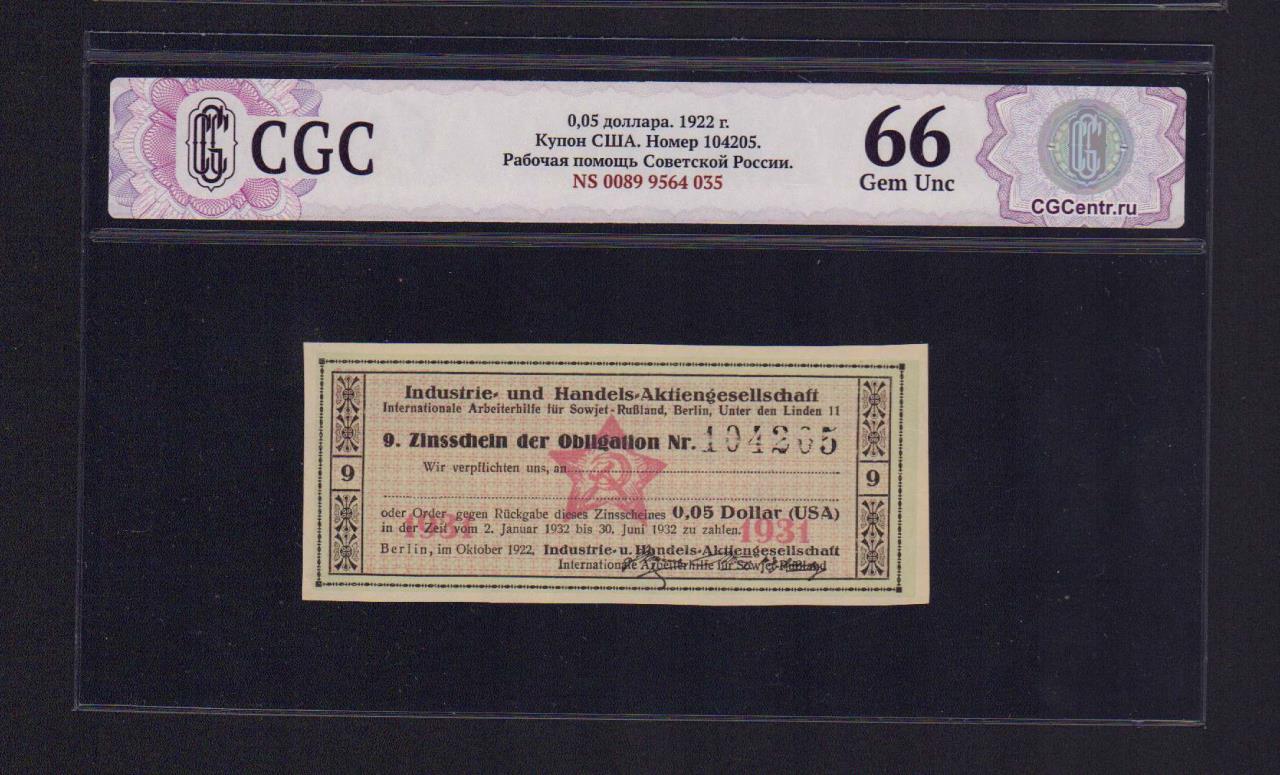 CGC
0,05 доллара. 1922 г.
Купон США. Номер 104205.
Рабочая помощь Советской России.
NS 0089 9564 035
66
Gem Unc
CGCentr.ru
Industrie- und Handels-Aktiengesellschaft
Internationale Arbeiterhilfe für Sowjet-Rußland, Berlin, Unter den Linden 11
9. Zinsschein der Obligation Nr. 104205
Wir verpflichten uns, an
9
9
oder Order gegen Rückgabe dieses Zinsscheines 0,05 Dollar (USA)
in der Zeit vom 2. Januar 1932 bis 30. Juni 1932 zu zahlen.
1931
1931
Berlin, im Oktober 1922. Industrie- u. Handels-Aktiengesellschaft
Internationale Arbeiterhilfe für Sowjet-Rußland